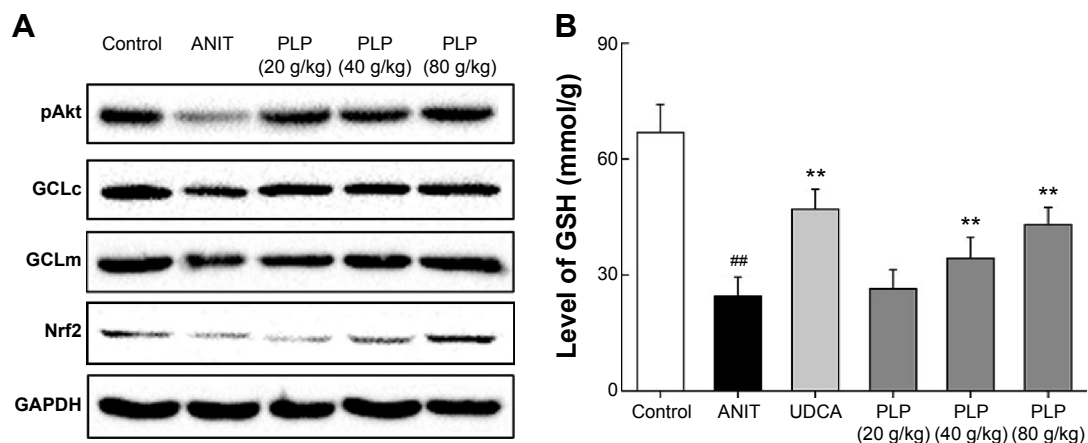 A
Control ANIT PLP PLP PLP
(20 g/kg) (40 g/kg) (80 g/kg)
pAkt
GCLc
GCLm
Nrf2
GAPDH
B
Level of GSH (mmol/g)
90
60
30
0
##
**
**
**
Control ANIT UDCA PLP PLP PLP
(20 g/kg) (40 g/kg) (80 g/kg)